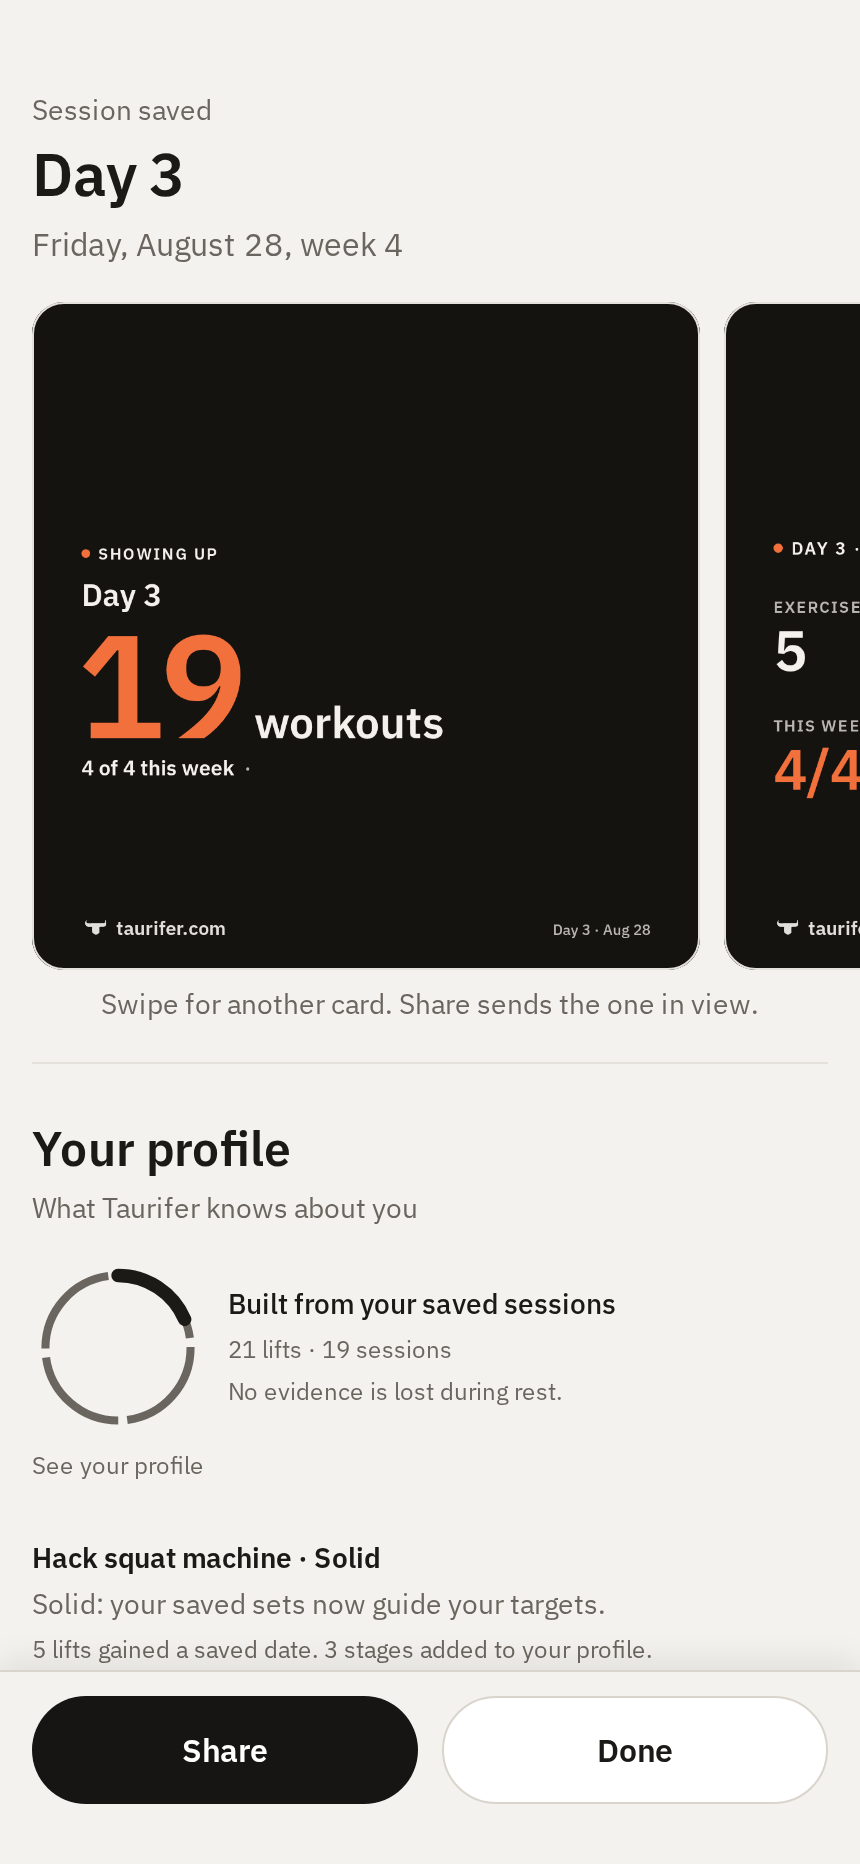 Session saved
Day 3
Friday, August 28, week 4
SHOWING UP
Day 3
19 workouts
4 of 4 this week ·
taurifer.com
Day 3 · Aug 28
DAY 3 ·
EXERCISE
5
THIS WEE
4/4
taurife
Swipe for another card. Share sends the one in view.
Your profile
What Taurifer knows about you
Built from your saved sessions
21 lifts · 19 sessions
No evidence is lost during rest.
See your profile
Hack squat machine · Solid
Solid: your saved sets now guide your targets.
5 lifts gained a saved date. 3 stages added to your profile.
Share
Done